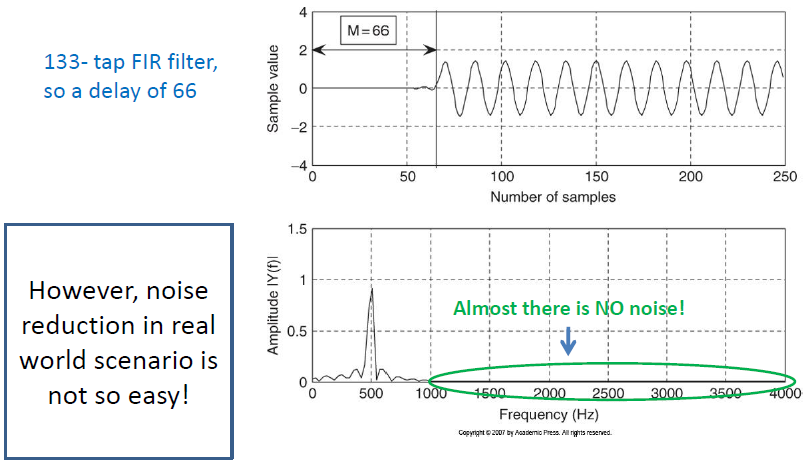 133- tap FIR filter,
so a delay of 66
4
2
0
−2
−4
M = 66
Sample value
0
50
100
150
200
250
Number of samples
However, noise
reduction in real
world scenario is
not so easy!
1.5
1
0.5
0
Amplitude |Y(f)|
Almost there is NO noise!
0
500
1000
1500
2000
2500
3000
3500
4000
Frequency (Hz)
Copyright © 2007 by Academic Press. All rights reserved.